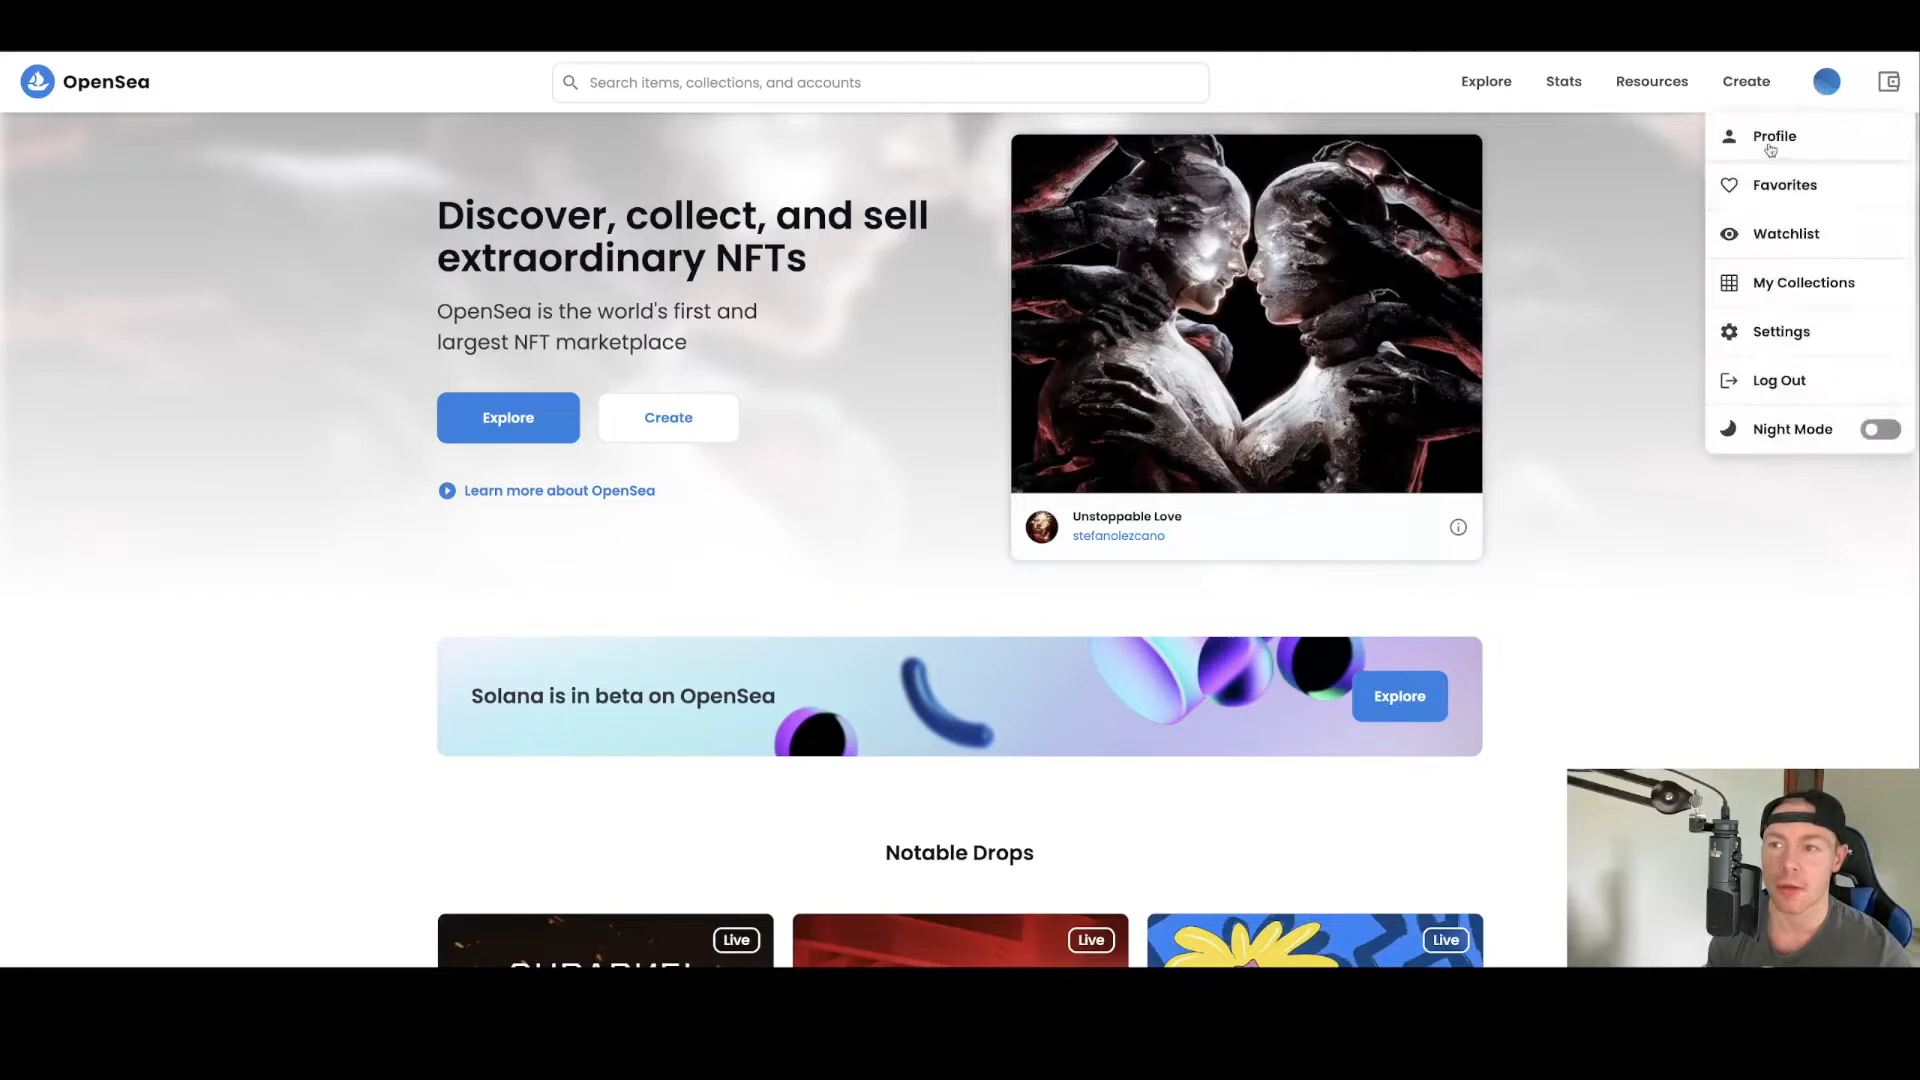 OpenSea
Search items, collections, and accounts
Explore
Stats
Resources
Create
Profile
Favorites
Watchlist
My Collections
Settings
Log Out
Night Mode
Discover, collect, and sell
extraordinary NFTs
OpenSea is the world's first and
largest NFT marketplace
Explore
Create
Learn more about OpenSea
Unstoppable Love
stefanolezcano
Solana is in beta on OpenSea
Explore
Notable Drops
Live
Live
Live